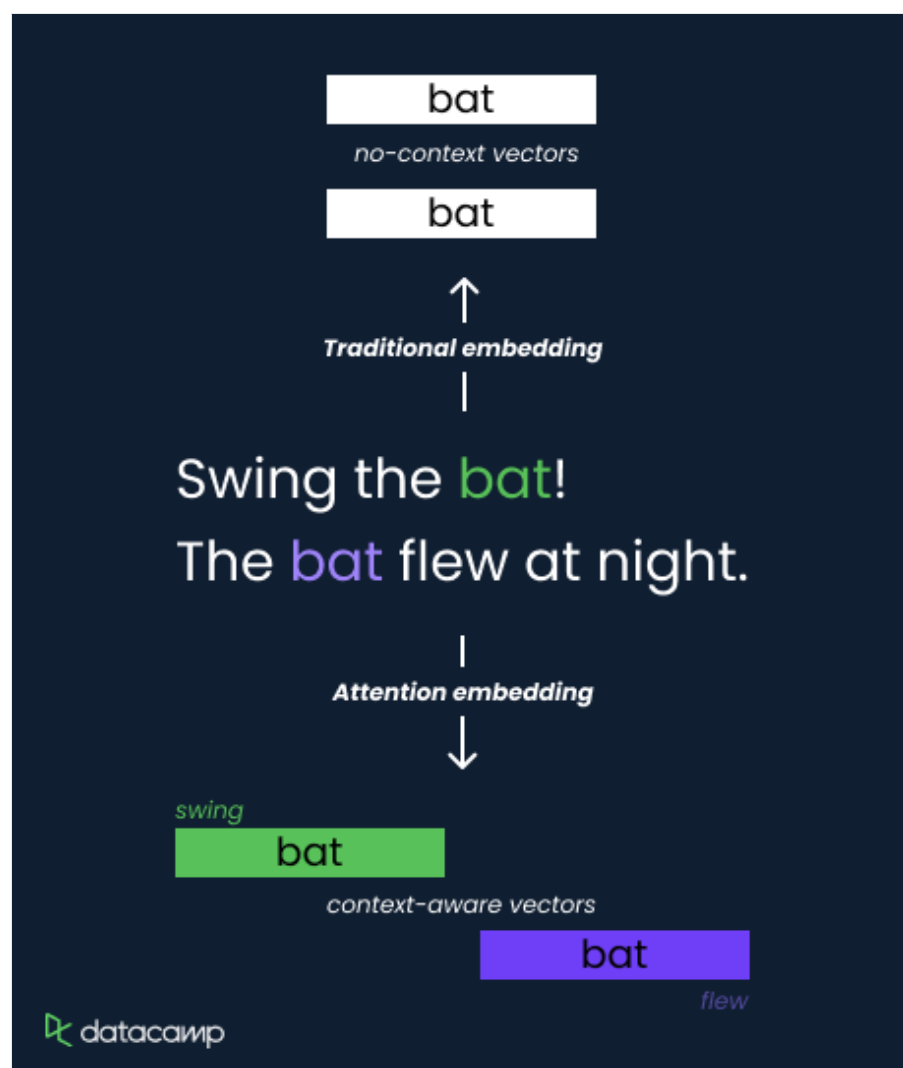 bat
no-context vectors
bat
Traditional embedding
Swing the bat!
The bat flew at night.
Attention embedding
swing
bat
context-aware vectors
bat
flew
datacamp